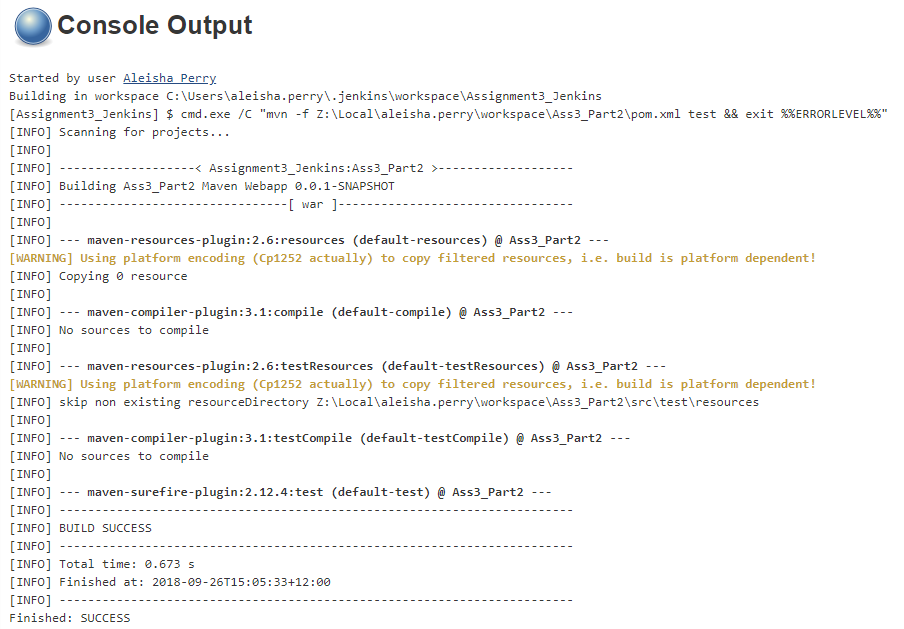 Console Output
Started by user Aleisha Perry
Building in workspace C:\Users\aleisha.perry\.jenkins\workspace\Assignment3_Jenkins
[Assignment3_Jenkins] $ cmd.exe /C "mvn -f Z:\Local\aleisha.perry\workspace\Ass3_Part2\pom.xml test && exit %%ERRORLEVEL%%"
[INFO] Scanning for projects...
[INFO]
[INFO] -------------------< Assignment3_Jenkins:Ass3_Part2 >-------------------
[INFO] Building Ass3_Part2 Maven Webapp 0.0.1-SNAPSHOT
[INFO] --------------------------------[ war ]---------------------------------
[INFO]
[INFO] --- maven-resources-plugin:2.6:resources (default-resources) @ Ass3_Part2 ---
[WARNING] Using platform encoding (Cp1252 actually) to copy filtered resources, i.e. build is platform dependent!
[INFO] Copying 0 resource
[INFO]
[INFO] --- maven-compiler-plugin:3.1:compile (default-compile) @ Ass3_Part2 ---
[INFO] No sources to compile
[INFO]
[INFO] --- maven-resources-plugin:2.6:testResources (default-testResources) @ Ass3_Part2 ---
[WARNING] Using platform encoding (Cp1252 actually) to copy filtered resources, i.e. build is platform dependent!
[INFO] skip non existing resourceDirectory Z:\Local\aleisha.perry\workspace\Ass3_Part2\src\test\resources
[INFO]
[INFO] --- maven-compiler-plugin:3.1:testCompile (default-testCompile) @ Ass3_Part2 ---
[INFO] No sources to compile
[INFO]
[INFO] --- maven-surefire-plugin:2.12.4:test (default-test) @ Ass3_Part2 ---
[INFO] ------------------------------------------------------------------------
[INFO] BUILD SUCCESS
[INFO] ------------------------------------------------------------------------
[INFO] Total time: 0.673 s
[INFO] Finished at: 2018-09-26T15:05:33+12:00
[INFO] ------------------------------------------------------------------------
Finished: SUCCESS